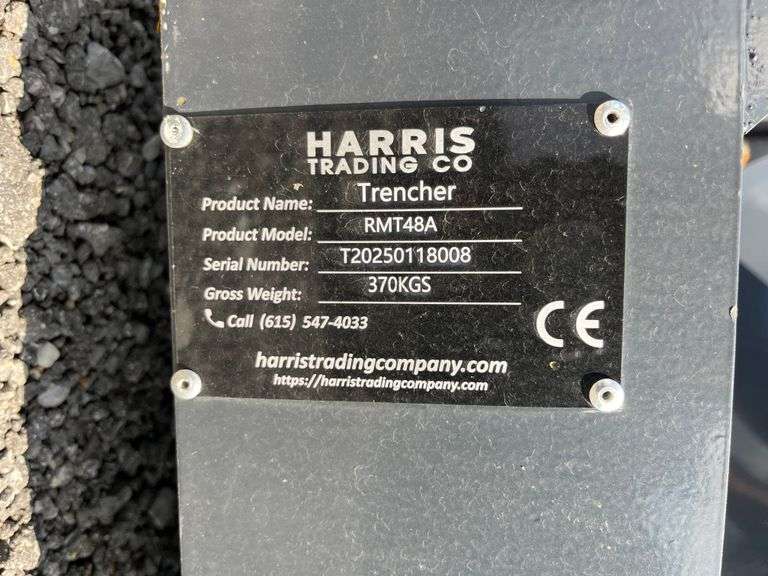 HARRIS
TRADING CO
Product Name: Trencher
Product Model: RMT48A
Serial Number: T20250118008
Gross Weight: 370KGS
Call (615) 547-4033
CE
harristradingcompany.com
https://harristradingcompany.com